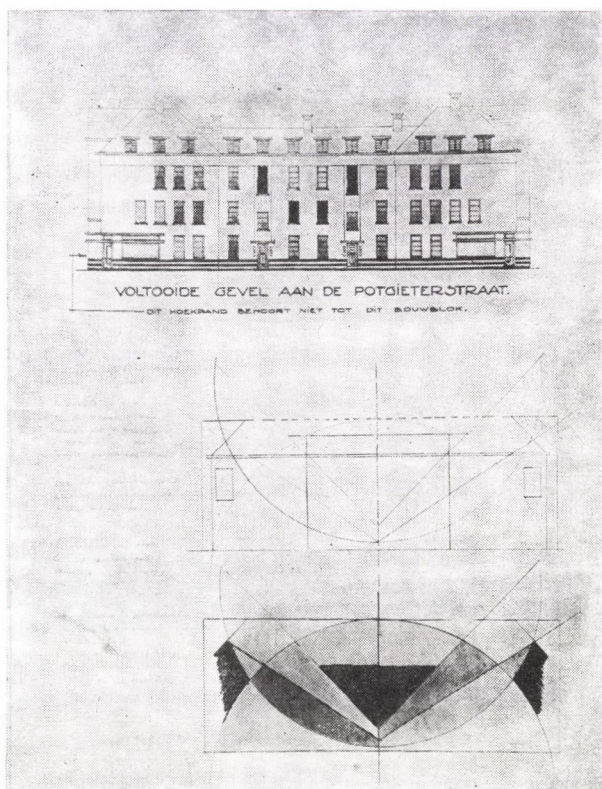 VOLTOOIDE GEVEL AAN DE POTGIETERSTRAAT.
DIT HOEKPAND BEHOORT NIET TOT DIT BOUWBLOK.